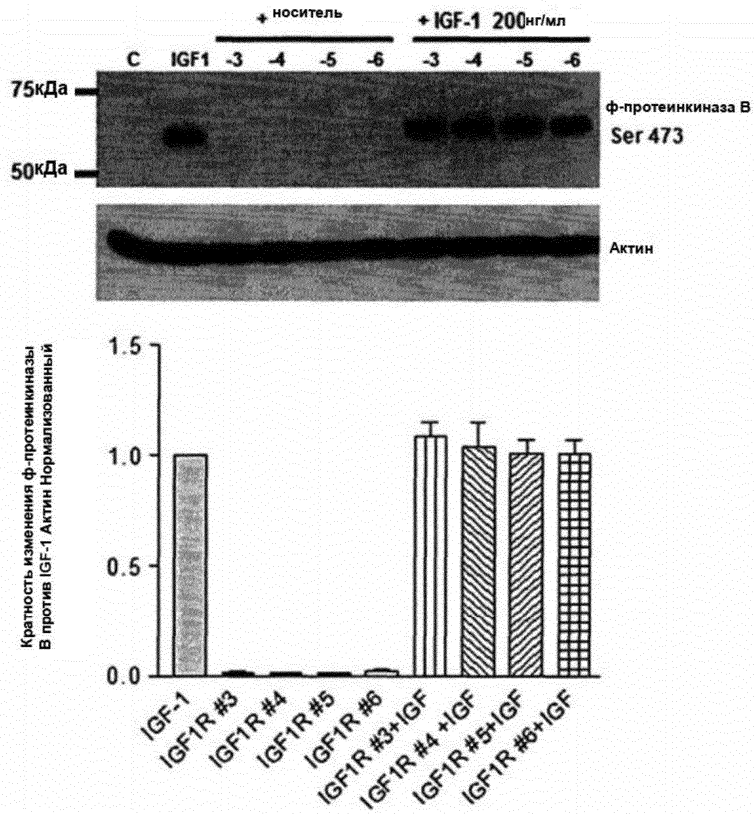 + носитель
+ IGF-1 200нг/мл
C IGF1 -3 -4 -5 -6 -3 -4 -5 -6
75кДа
ф-протеинкиназа В
Ser 473
50кДа
Актин
Кратность изменения ф-протеинкиназы
В против IGF-1 Актин Нормализованный
1.5
1.0
0.5
0.0
IGF-1
IGF1R #3
IGF1R #4
IGF1R #5
IGF1R #6
IGF1R #3+IGF
IGF1R #4 +IGF
IGF1R #5+IGF
IGF1R #6+IGF